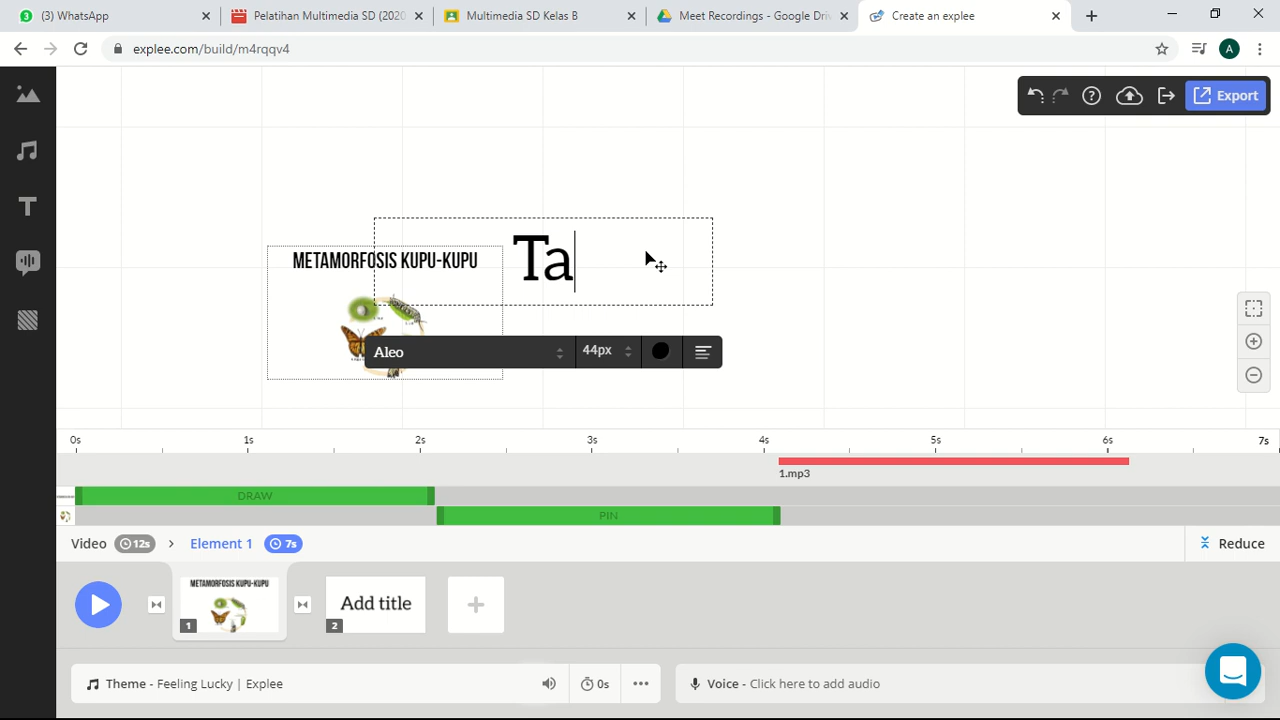 (3) WhatsApp
Pelatihan Multimedia SD (2020
Multimedia SD Kelas B
Meet Recordings - Google Driv
Create an explee
explee.com/build/m4rqqv4
A
Export
T
METAMORFOSIS KUPU-KUPU
Ta
Aleo
44px
0s
1s
2s
3s
4s
5s
6s
7s
1.mp3
DRAW
PIN
Video
12s
Element 1
7s
Reduce
METAMORFOSIS KUPU-KUPU
1
Add title
2
Theme - Feeling Lucky | Explee
0s
Voice - Click here to add audio